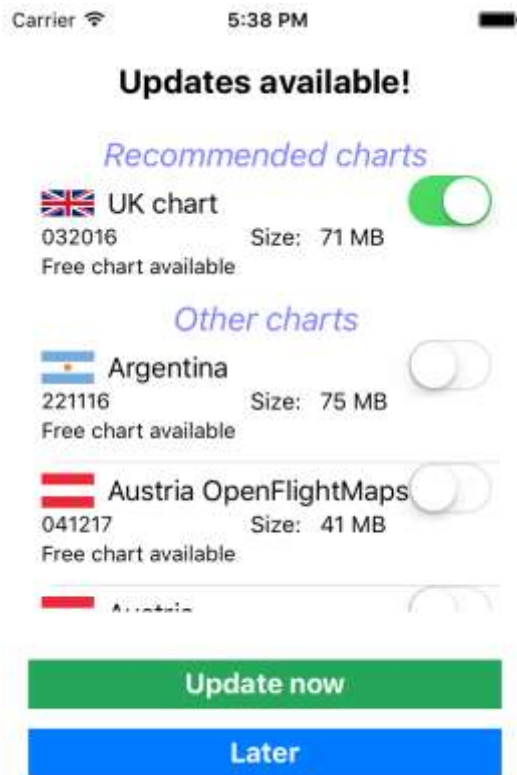 Carrier 5:38 PM
Updates available!
Recommended charts
UK chart
032016 Size: 71 MB
Free chart available
Other charts
Argentina
221116 Size: 75 MB
Free chart available
Austria OpenFlightMaps
041217 Size: 41 MB
Free chart available
Austria
Update now
Later